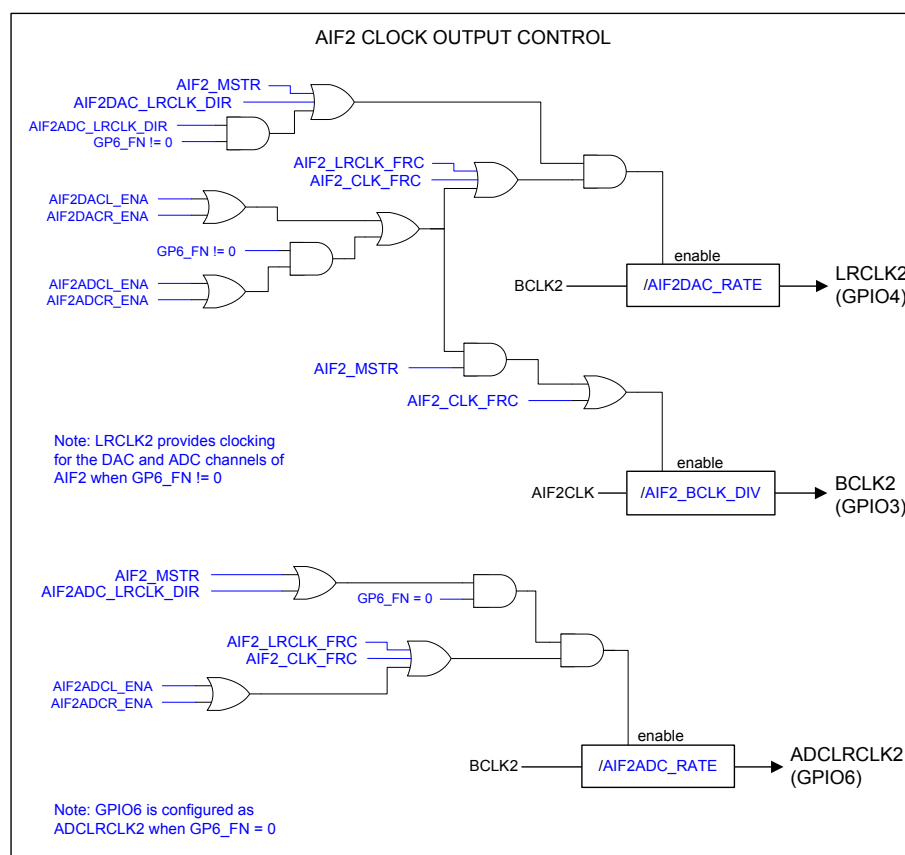 AIF2 CLOCK OUTPUT CONTROL
AIF2_MSTR
AIF2DAC_LRCLK_DIR
AIF2ADC_LRCLK_DIR
GP6_FN != 0
AIF2_LRCLK_FRC
AIF2_CLK_FRC
AIF2DACL_ENA
AIF2DACR_ENA
GP6_FN != 0
AIF2ADCL_ENA
AIF2ADCR_ENA
enable
BCLK2
/AIF2DAC_RATE
LRCLK2
(GPIO4)
AIF2_MSTR
AIF2_CLK_FRC
Note: LRCLK2 provides clocking
for the DAC and ADC channels of
AIF2 when GP6_FN != 0
enable
AIF2CLK
/AIF2_BCLK_DIV
BCLK2
(GPIO3)
AIF2_MSTR
AIF2ADC_LRCLK_DIR
GP6_FN = 0
AIF2_LRCLK_FRC
AIF2_CLK_FRC
AIF2ADCL_ENA
AIF2ADCR_ENA
enable
BCLK2
/AIF2ADC_RATE
ADCLRCLK2
(GPIO6)
Note: GPIO6 is configured as
ADCLRCLK2 when GP6_FN = 0